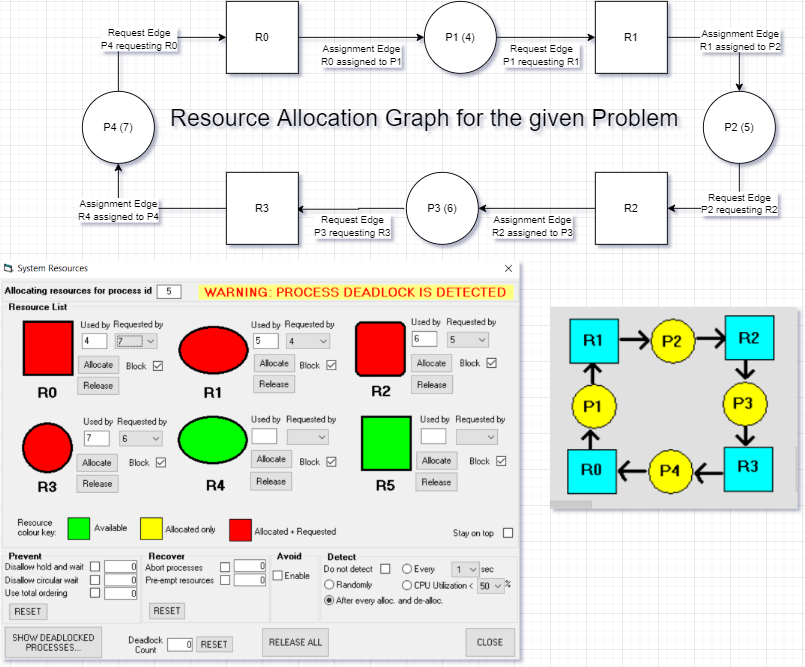 Request Edge
P4 requesting R0
R0
Assignment Edge
R0 assigned to P1
P1 (4)
Request Edge
P1 requesting R1
R1
Assignment Edge
R1 assigned to P2
P4 (7)
Resource Allocation Graph for the given Problem
P2 (5)
Assignment Edge
R4 assigned to P4
R3
Request Edge
P3 requesting R3
P3 (6)
Assignment Edge
R2 assigned to P3
R2
Request Edge
P2 requesting R2
System Resources
Allocating resources for process id 5 WARNING: PROCESS DEADLOCK IS DETECTED
Resource List
Used by Requested by
4 7
Allocate Block
Release
R0
Used by Requested by
5 4
Allocate Block
Release
R1
Used by Requested by
6 5
Allocate Block
Release
R2
Used by Requested by
7 6
Allocate Block
Release
R3
Used by Requested by
Allocate Block
Release
R4
Used by Requested by
Allocate Block
Release
R5
Resource
colour key:
Available
Allocated only
Allocated + Requested
Stay on top
Prevent
Disallow hold and wait 0
Disallow circular wait 0
Use total ordering 0
RESET
Recover
Abort processes 0
Pre-empt resources 0
RESET
Avoid
Enable
Detect
Do not detect Every 1 sec
Randomly CPU Utilization < 50 %
After every alloc. and de-alloc.
SHOW DEADLOCKED
PROCESSES...
Deadlock
Count
0
RESET
RELEASE ALL
CLOSE
R1
P2
R2
P1
P3
R0
P4
R3